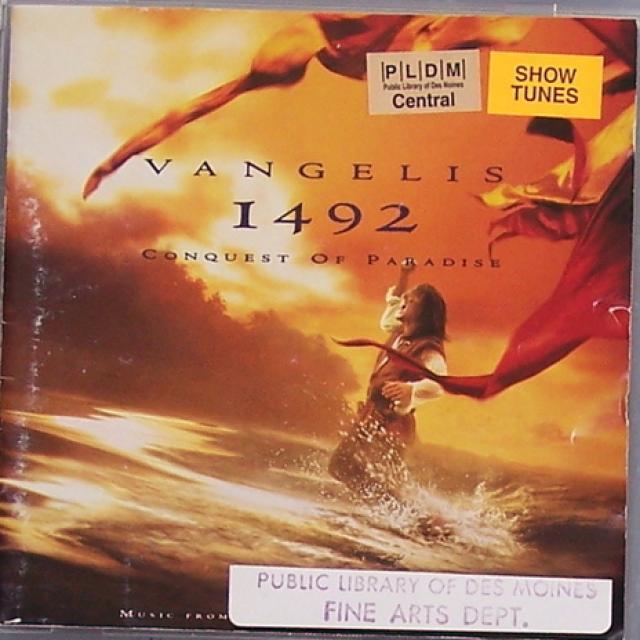 |P|L|D|M|
Public Library of Des Moines
Central
SHOW
TUNES
VANGELIS
1492
CONQUEST OF PARADISE
PUBLIC LIBRARY OF DES MOINES
FINE ARTS DEPT.
MUSIC FROM